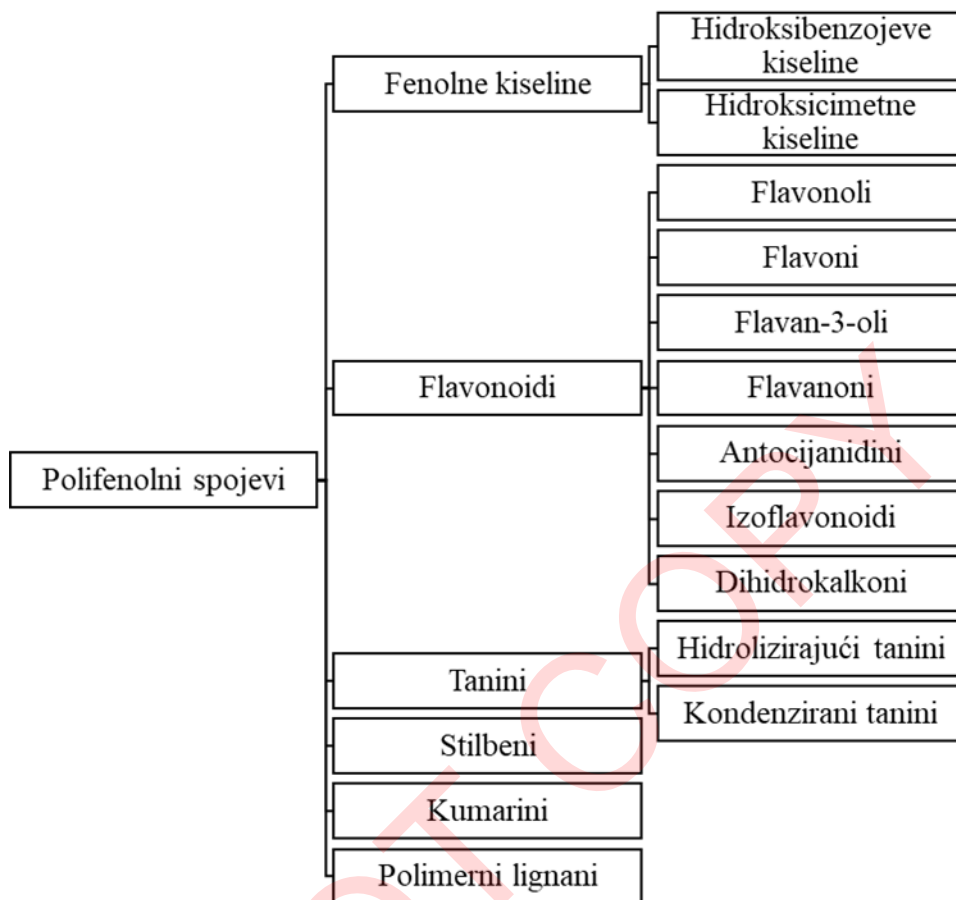 Polifenolni spojevi
Fenolne kiseline
Hidroksibenzojeve
kiseline
Hidroksicimetne
kiseline
Flavonoidi
Flavonoli
Flavoni
Flavan-3-oli
Flavanoni
Antocijanidini
Izoflavonoidi
Dihidrokalkoni
Tanini
Hidrolizirajući tanini
Kondenzirani tanini
Stilbeni
Kumarini
Polimerni lignani
COPY